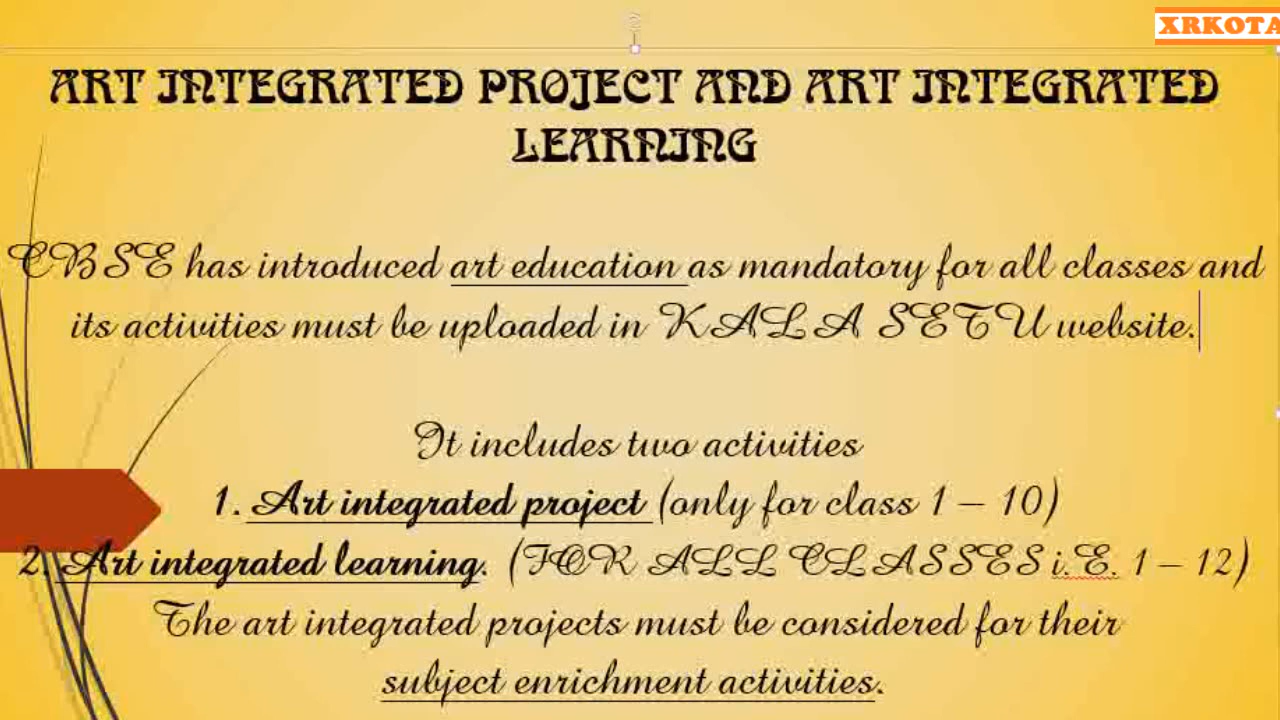 XRKOTA
ART INTEGRATED PROJECT AND ART INTEGRATED
LEARNING
CBSE has introduced art education as mandatory for all classes and
its activities must be uploaded in KALA SETU website.
It includes two activities
1. Art integrated project (only for class 1 – 10)
2. Art integrated learning. (FOR ALL CLASSES i.E. 1 – 12)
The art integrated projects must be considered for their
subject enrichment activities.